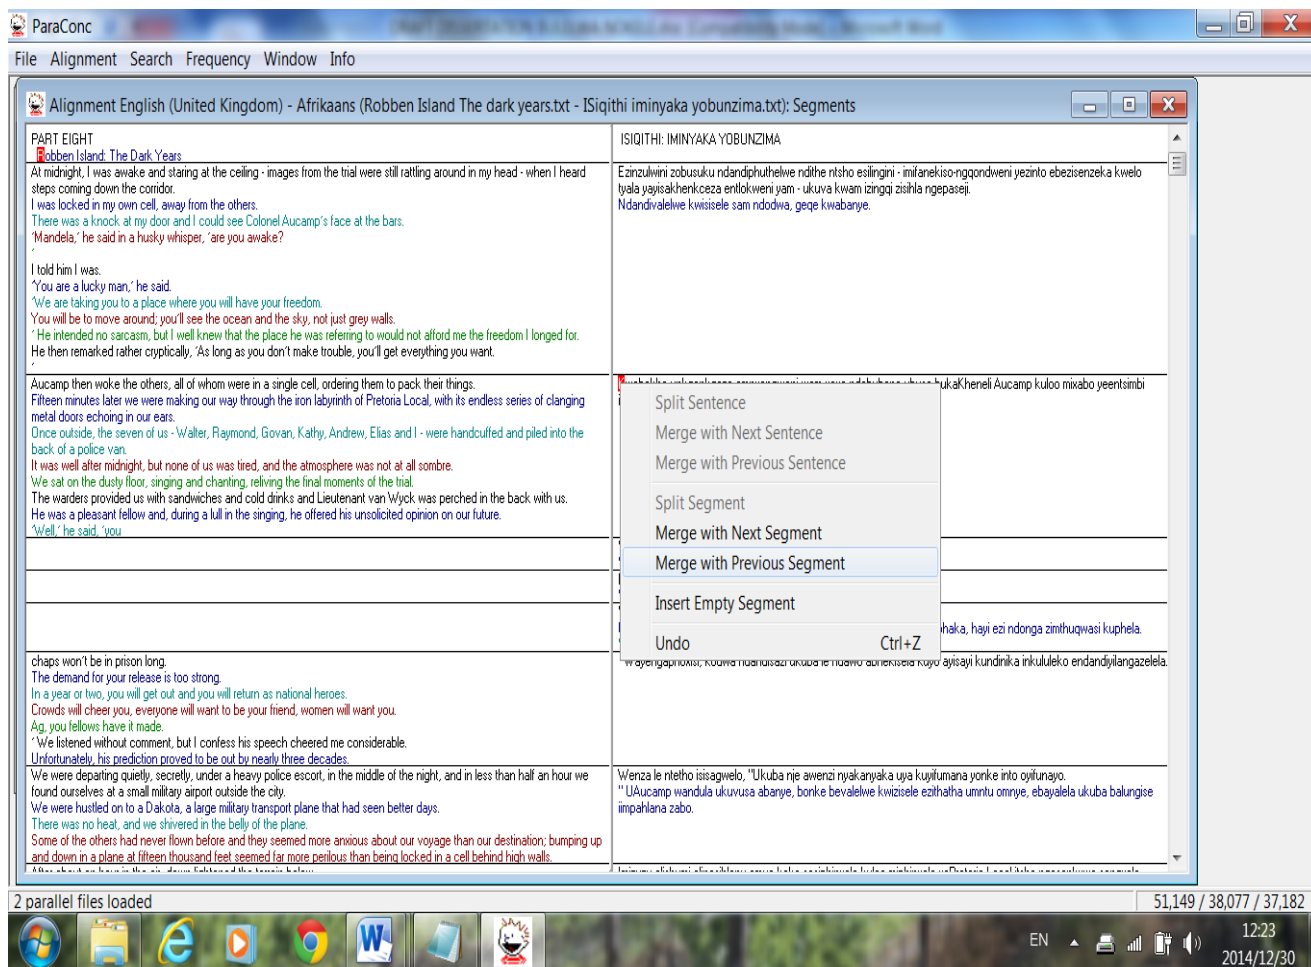 ParaConc
File Alignment Search Frequency Window Info
Alignment English (United Kingdom) - Afrikaans (Robben Island The dark years.txt - ISiqithi iminyaka yobunzima.txt): Segments
PART EIGHT
Robben Island: The Dark Years
At midnight, I was awake and staring at the ceiling - images from the trial were still rattling around in my head - when I heard
steps coming down the corridor.
I was locked in my own cell, away from the others.
There was a knock at my door and I could see Colonel Aucamp's face at the bars.
'Mandela,' he said in a husky whisper, 'are you awake?
'
I told him I was.
'You are a lucky man,' he said.
'We are taking you to a place where you will have your freedom.
You will be to move around; you'll see the ocean and the sky, not just grey walls.
' He intended no sarcasm, but I well knew that the place he was referring to would not afford me the freedom I longed for.
He then remarked rather cryptically, 'As long as you don't make trouble, you'll get everything you want.
'
Aucamp then woke the others, all of whom were in a single cell, ordering them to pack their things.
Fifteen minutes later we were making our way through the iron labyrinth of Pretoria Local, with its endless series of clanging
metal doors echoing in our ears.
Once outside, the seven of us - Walter, Raymond, Govan, Kathy, Andrew, Elias and I - were handcuffed and piled into the
back of a police van.
It was well after midnight, but none of us was tired, and the atmosphere was not at all sombre.
We sat on the dusty floor, singing and chanting, reliving the final moments of the trial.
The warders provided us with sandwiches and cold drinks and Lieutenant van Wyck was perched in the back with us.
He was a pleasant fellow and, during a lull in the singing, he offered his unsolicited opinion on our future.
'Well,' he said, 'you
chaps won't be in prison long.
The demand for your release is too strong.
In a year or two, you will get out and you will return as national heroes.
Crowds will cheer you, everyone will want to be your friend, women will want you.
Ag, you fellows have it made.
' We listened without comment, but I confess his speech cheered me considerable.
Unfortunately, his prediction proved to be out by nearly three decades.
We were departing quietly, secretly, under a heavy police escort, in the middle of the night, and in less than half an hour we
found ourselves at a small military airport outside the city.
We were hustled on to a Dakota, a large military transport plane that had seen better days.
There was no heat, and we shivered in the belly of the plane.
Some of the others had never flown before and they seemed more anxious about our voyage than our destination; bumping up
and down in a plane at fifteen thousand feet seemed far more perilous than being locked in a cell behind high walls.
ISIQITHI: IMINYAKA YOBUNZIMA
Ezinzulwini zobusuku ndandiphuthelwe ndithe ntsho esilingini - imifanekiso-ngqondweni yezinto ebezisenzeka kwelo
tyala yayisakhenkceza entlokweni yam - ukuva kwam izingqi zisihla ngepaseji.
Ndandivalelwe kwisisele sam ndodwa, geqe kwabanye.
bukaKheneli Aucamp kuloo mixabo yeentsimbi
Split Sentence
Merge with Next Sentence
Merge with Previous Sentence
Split Segment
Merge with Next Segment
Merge with Previous Segment
Insert Empty Segment
Undo Ctrl+Z
hayi ezi ndonga zimthuqwasi kuphela.
ayisayi kundinika inkululeko endandiyilangazelela.
Wenza le ntetho isisagwelo, "Ukuba nje awenzi nyakanyaka uya kuyifumana yonke into oyifunayo.
" UAucamp wandula ukuvusa abanye, bonke bevalelwe kwizisele ezithatha umntu omnye, ebayalela ukuba balungise
iimpahlana zabo.
2 parallel files loaded
51,149 / 38,077 / 37,182
EN
12:23
2014/12/30